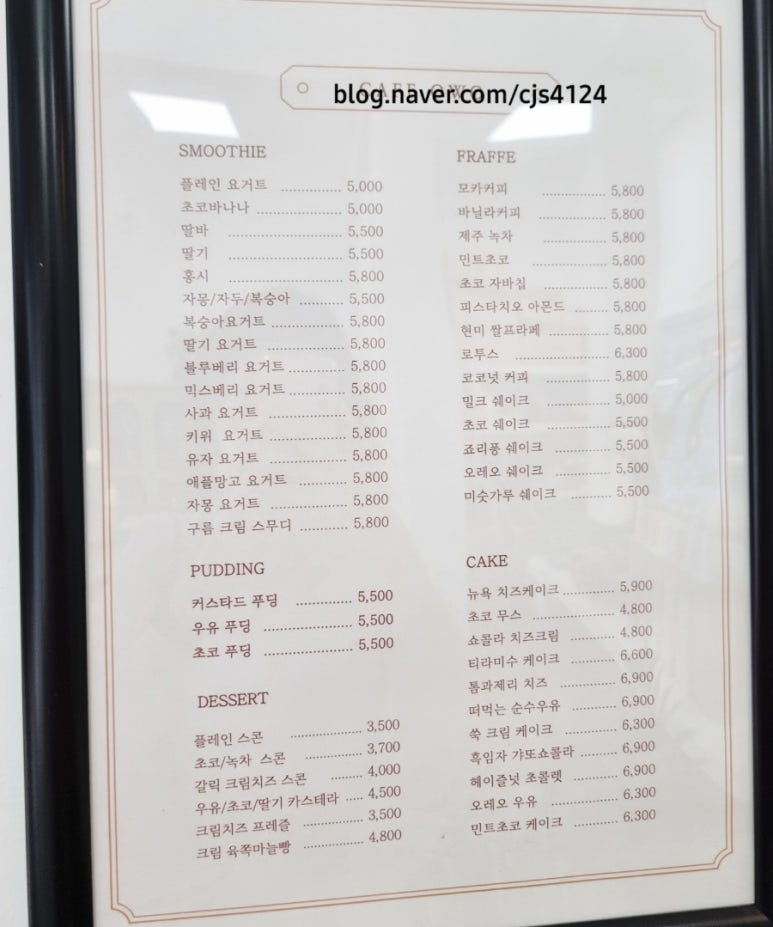 CAFE OWO
blog.naver.com/cjs4124
SMOOTHIE
플레인 요거트 ............... 5,000
초코바나나 ..................... 5,000
딸바 ............................ 5,500
딸기 ............................ 5,500
홍시 ............................ 5,800
자몽/자두/복숭아 ........... 5,500
복숭아요거트 .................. 5,800
딸기 요거트 ................... 5,800
블루베리 요거트 .............. 5,800
믹스베리 요거트 .............. 5,800
사과 요거트 ................... 5,800
키위 요거트 ................... 5,800
유자 요거트 ................... 5,800
애플망고 요거트 .............. 5,800
자몽 요거트 ................... 5,800
구름 크림 스무디 ............ 5,800
PUDDING
커스타드 푸딩 .............. 5,500
우유 푸딩 ...................... 5,500
초코 푸딩 ...................... 5,500
DESSERT
플레인 스콘 .................. 3,500
초코/녹차 스콘 .............. 3,700
갈릭 크림치즈 스콘 ........ 4,000
우유/초코/딸기 카스테라 .... 4,500
크림치즈 프레즐 ............... 3,500
크림 육쪽마늘빵 ............... 4,800
FRAFFE
모카커피 ................ 5,800
바닐라커피 ................. 5,800
제주 녹차 ................ 5,800
민트초코 ................... 5,800
초코 자바칩 ................ 5,800
피스타치오 아몬드 ........ 5,800
현미 쌀프라페 ............... 5,800
로투스 ........................ 6,300
코코넛 커피 ................ 5,800
밀크 쉐이크 ................ 5,000
초코 쉐이크 ................ 5,500
죠리퐁 쉐이크 .............. 5,500
오레오 쉐이크 .............. 5,500
미숫가루 쉐이크 .......... 5,500
CAKE
뉴욕 치즈케이크 .............. 5,900
초코 무스 ...................... 4,800
쇼콜라 치즈크림 ............ 4,800
티라미수 케이크 ............ 6,600
톰과제리 치즈 .............. 6,900
떠먹는 순수우유 ............ 6,900
쑥 크림 케이크 .............. 6,300
흑임자 갸또쇼콜라 .......... 6,900
헤이즐넛 초콜렛 ............ 6,900
오레오 우유 .................. 6,300
민트초코 케이크 ............ 6,300